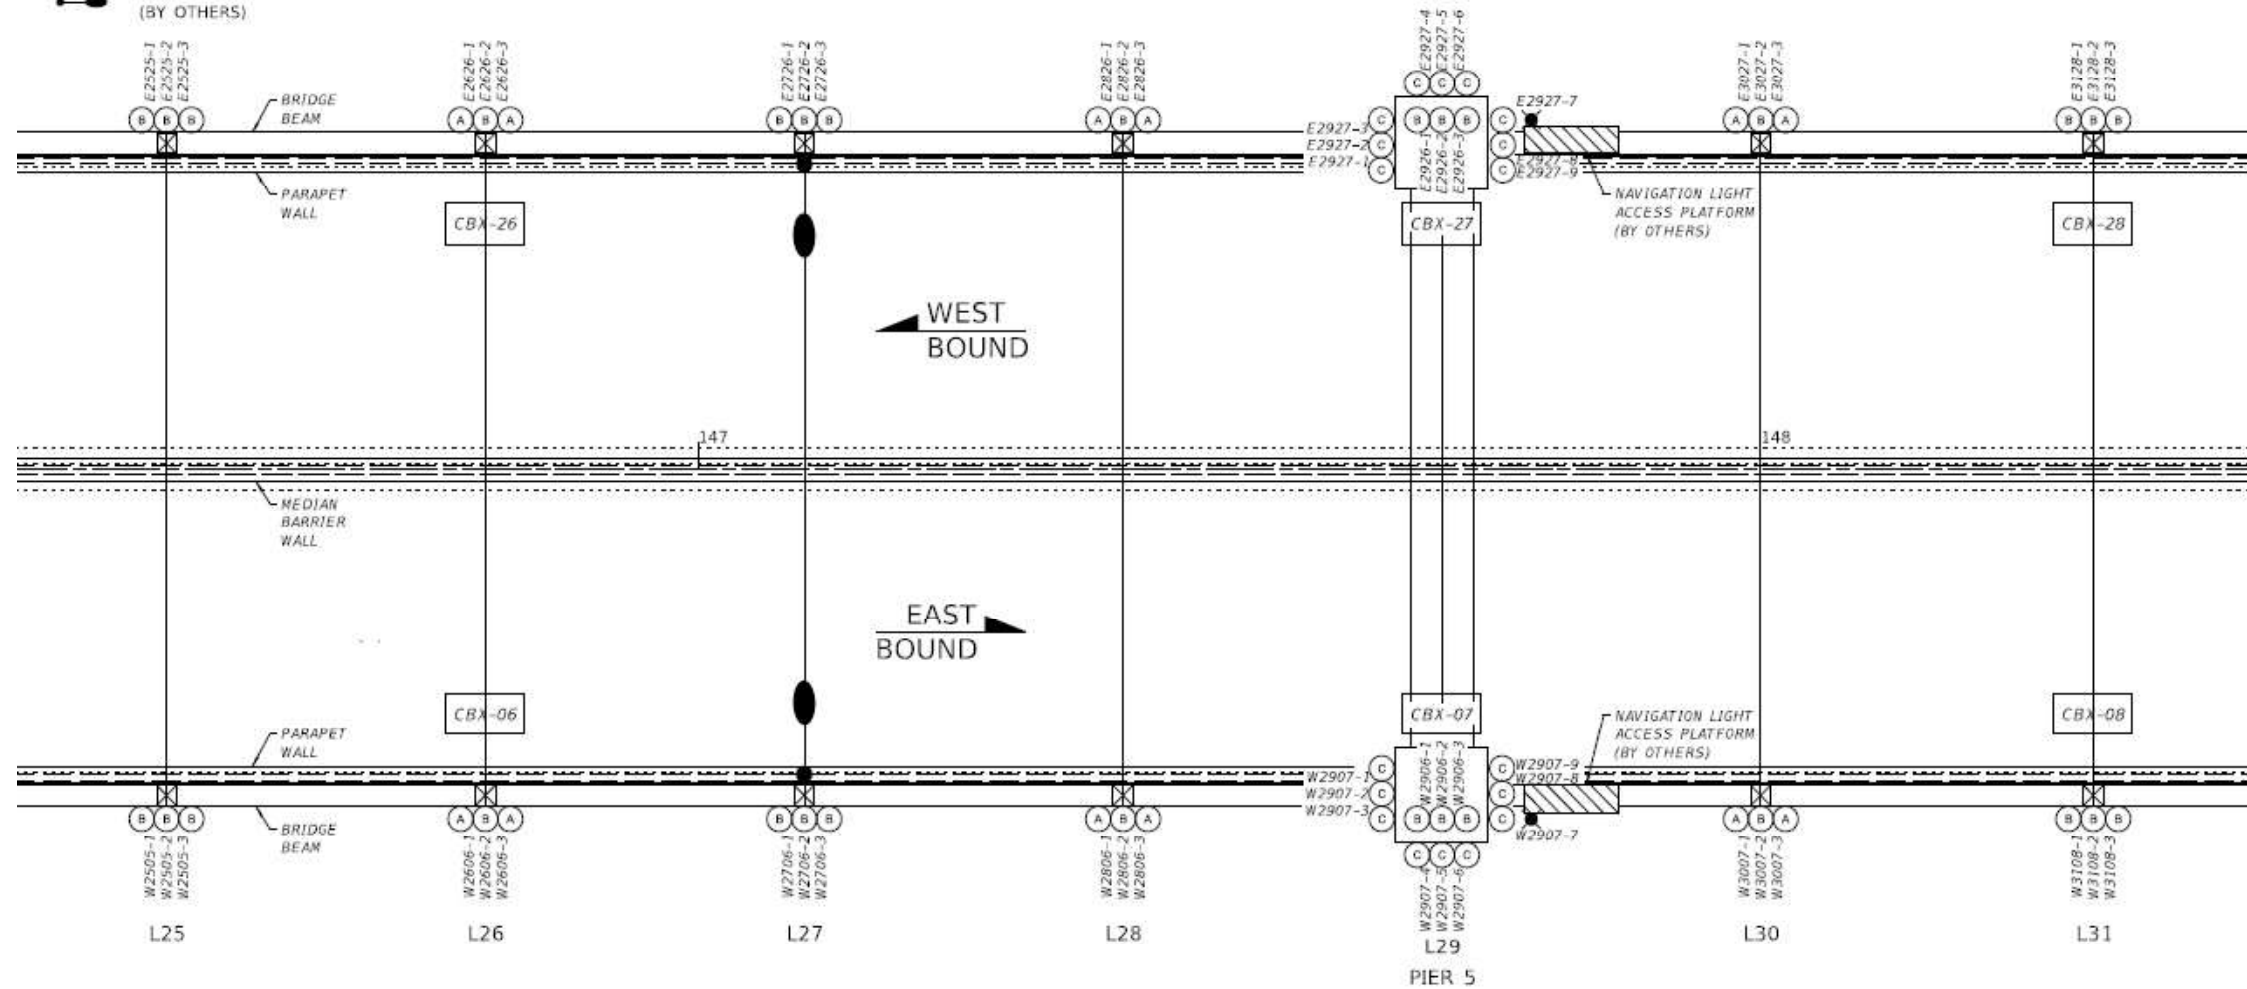 (BY OTHERS)
E2525-1
E2525-2
E2525-3
E2626-1
E2626-2
E2626-3
E2726-1
E2726-2
E2726-3
E2826-1
E2826-2
E2826-3
E2927-4
E2927-5
E2927-6
E3027-1
E3027-2
E3027-3
E3128-1
E3128-2
E3128-3
C C C
B B B
BRIDGE
BEAM
A B A
B B B
A B A
E2927-3
E2927-2
E2927-1
C
C
C
B B B
E2926-1
E2926-2
E2926-3
C
C
C
E2927-7
E2927-8
E2927-9
A B A
B B B
PARAPET
WALL
NAVIGATION LIGHT
ACCESS PLATFORM
(BY OTHERS)
CBX-26
CBX-27
CBX-28
WEST
BOUND
147
148
MEDIAN
BARRIER
WALL
EAST
BOUND
CBX-06
CBX-07
CBX-08
PARAPET
WALL
NAVIGATION LIGHT
ACCESS PLATFORM
(BY OTHERS)
W2907-1
W2907-2
W2907-3
C
C
C
W2906-1
W2906-2
W2906-3
B B B
C
C
C
W2907-9
W2907-8
W2907-7
B B B
BRIDGE
BEAM
A B A
B B B
A B A
C C C
A B A
B B B
W2505-1
W2505-2
W2505-3
W2606-1
W2606-2
W2606-3
W2706-1
W2706-2
W2706-3
W2806-1
W2806-2
W2806-3
W2907-4
W2907-5
W2907-6
W3007-1
W3007-2
W3007-3
W3108-1
W3108-2
W3108-3
L25
L26
L27
L28
L29
L30
L31
PIER 5